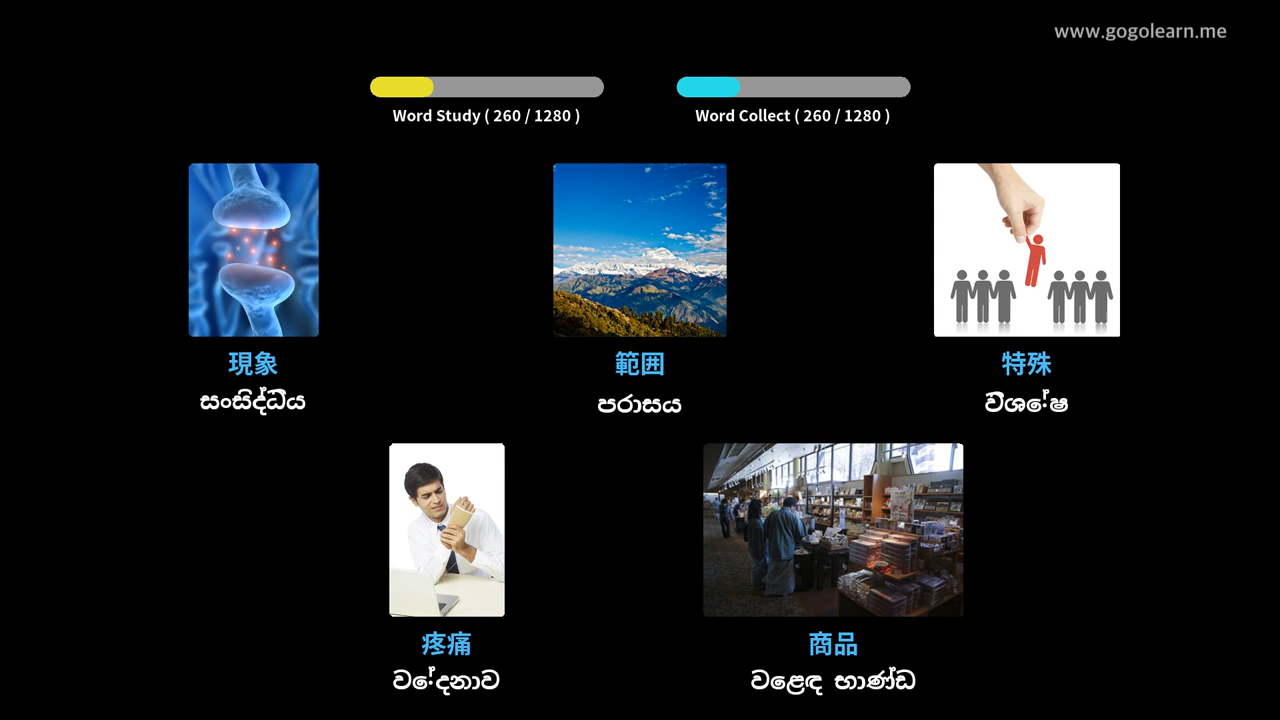 www.gogolearn.me
Word Study ( 260 / 1280 )
Word Collect ( 260 / 1280 )
現象
සංසිද්ධිය
範囲
පරාසය
特殊
විශේෂ
疼痛
වේදනාව
商品
වෙළෙඳ භාණ්ඩ